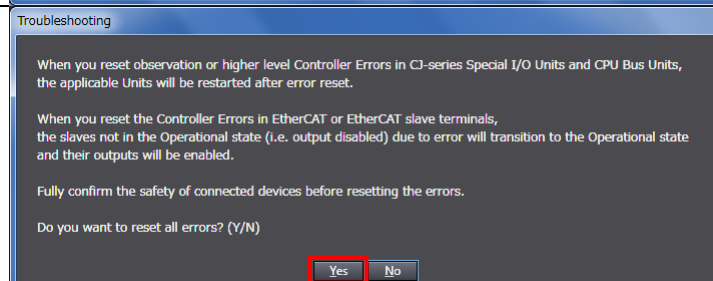 Troubleshooting
When you reset observation or higher level Controller Errors in CJ-series Special I/O Units and CPU Bus Units,
the applicable Units will be restarted after error reset.
When you reset the Controller Errors in EtherCAT or EtherCAT slave terminals,
the slaves not in the Operational state (i.e. output disabled) due to error will transition to the Operational state
and their outputs will be enabled.
Fully confirm the safety of connected devices before resetting the errors.
Do you want to reset all errors? (Y/N)
Yes No